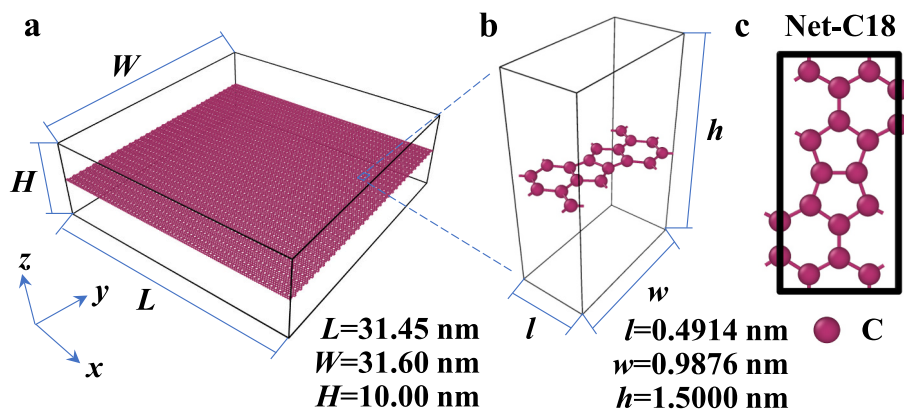 a
b
c
Net-C18
W
H
L
z
y
x
h
l
w
L=31.45 nm
W=31.60 nm
H=10.00 nm
l=0.4914 nm
w=0.9876 nm
h=1.5000 nm
C